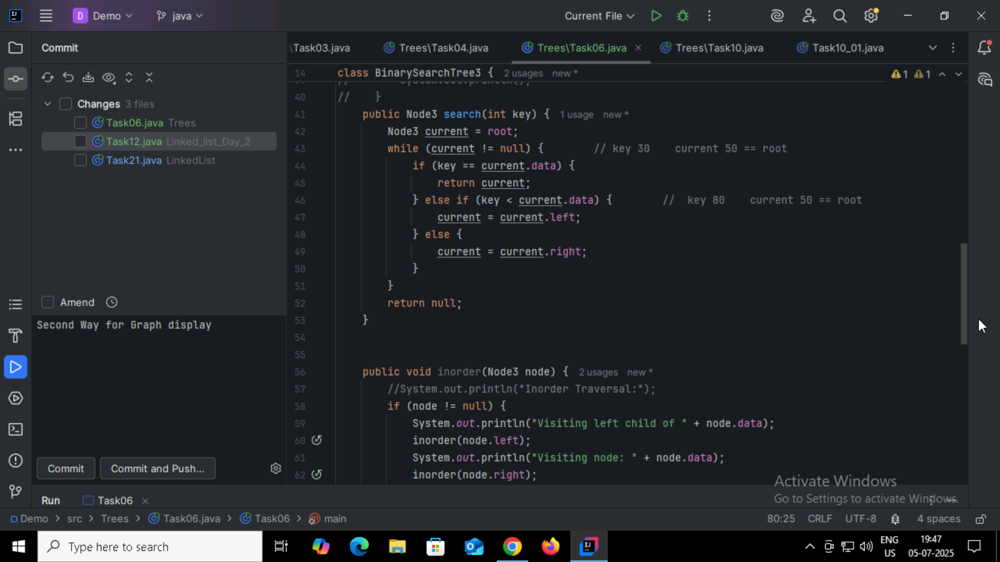 D Demo java Current File
Commit
\Task03.java Trees\Task04.java Trees\Task06.java Trees\Task10.java Task10_01.java
14 class BinarySearchTree3 { 2 usages new * 1 1
// System.out.println();
40 // }
41 public Node3 search(int key) { 1 usage new *
42 Node3 current = root;
43 while (current != null) { // key 30 current 50 == root
44 if (key == current.data) {
45 return current;
46 } else if (key < current.data) { // key 80 current 50 == root
47 current = current.left;
48 } else {
49 current = current.right;
50 }
51 }
52 return null;
53 }
54
55
56 public void inorder(Node3 node) { 2 usages new *
57 //System.out.println("Inorder Traversal:");
58 if (node != null) {
59 System.out.println("Visiting left child of " + node.data);
60 inorder(node.left);
61 System.out.println("Visiting node: " + node.data);
62 inorder(node.right);
Changes 3 files
Task06.java Trees
Task12.java Linked_list_Day_2
Task21.java LinkedList
Amend
Second Way for Graph display
Commit Commit and Push...
Activate Windows
Go to Settings to activate Windows.
Run Task06
Demo > src > Trees > Task06.java > Task06 > main 80:25 CRLF UTF-8 4 spaces
Type here to search
ENG
US
19:47
05-07-2025